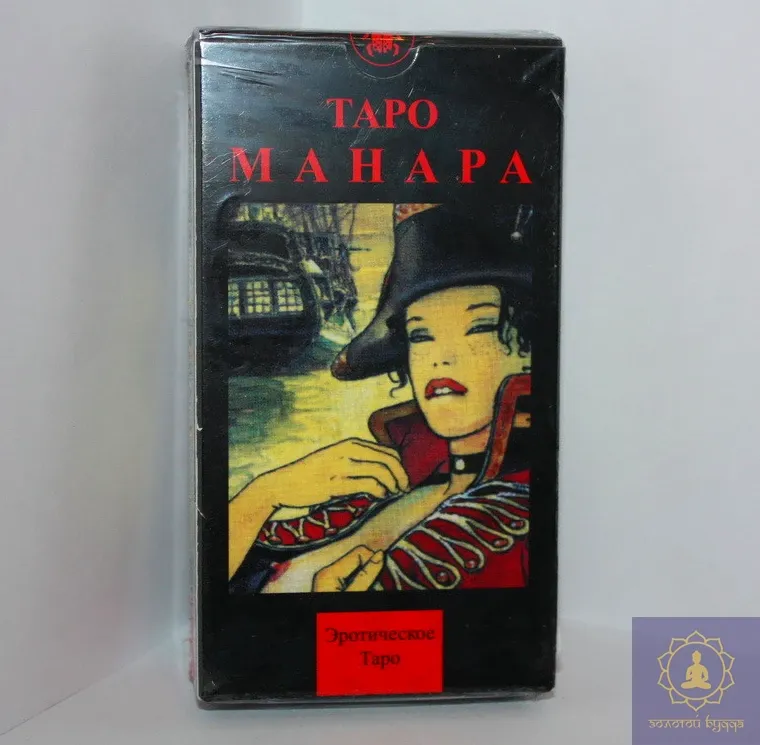 ТАРО
МАНАРА
Эротическое
Таро
золотой будда